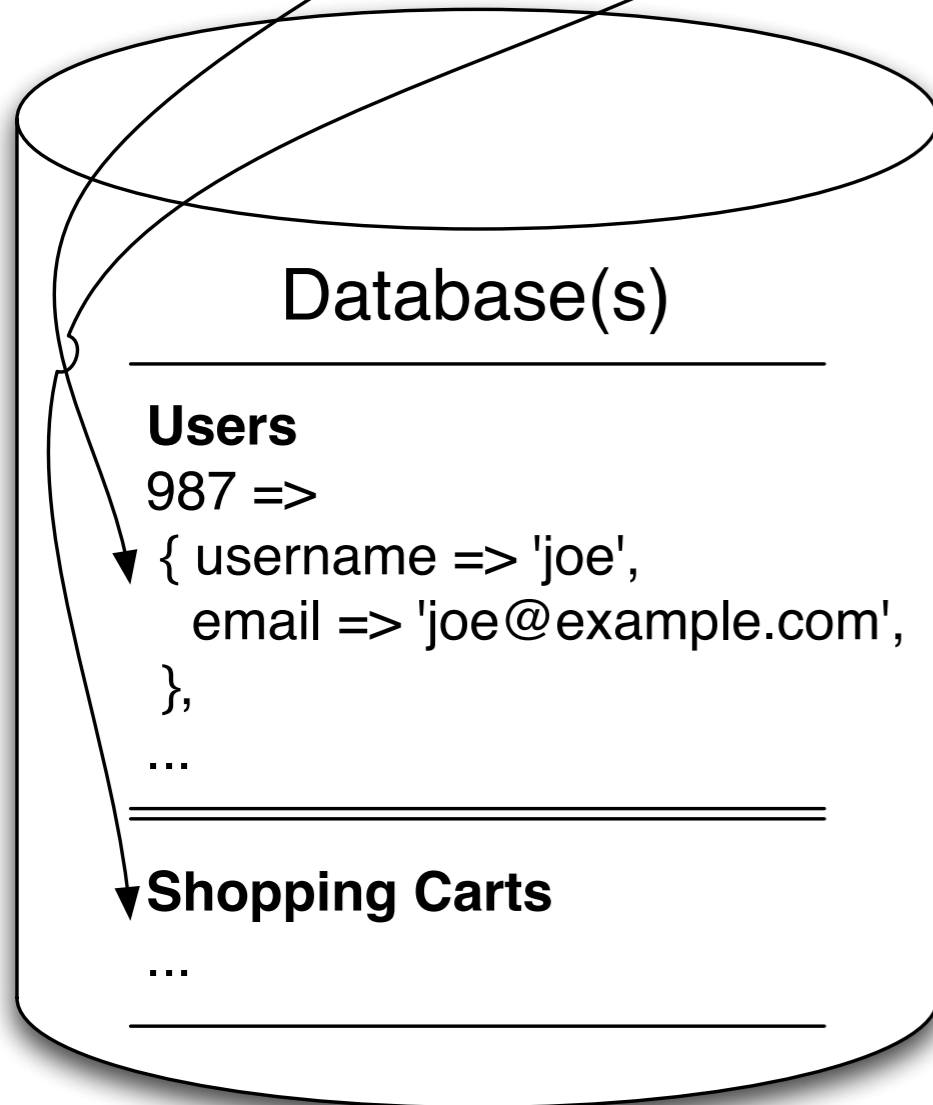 Database(s)
Users
987 =>
{ username => 'joe',
email => 'joe@example.com',
},
...
Shopping Carts
...